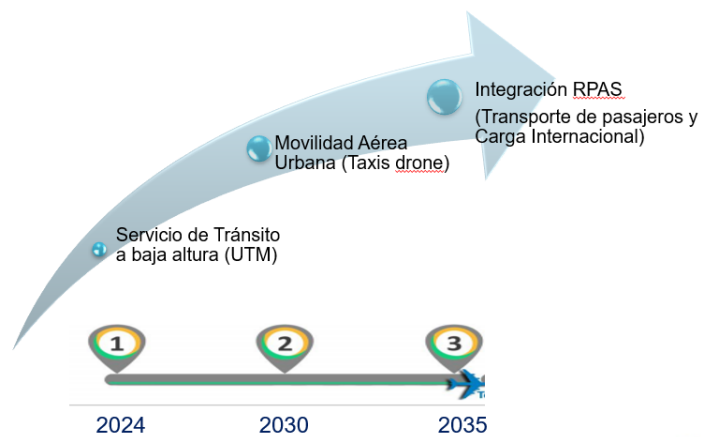 Integración RPAS
(Transporte de pasajeros y
Carga Internacional)
Movilidad Aérea
Urbana (Taxis drone)
Servicio de Tránsito
a baja altura (UTM)
1
2
3
2024
2030
2035